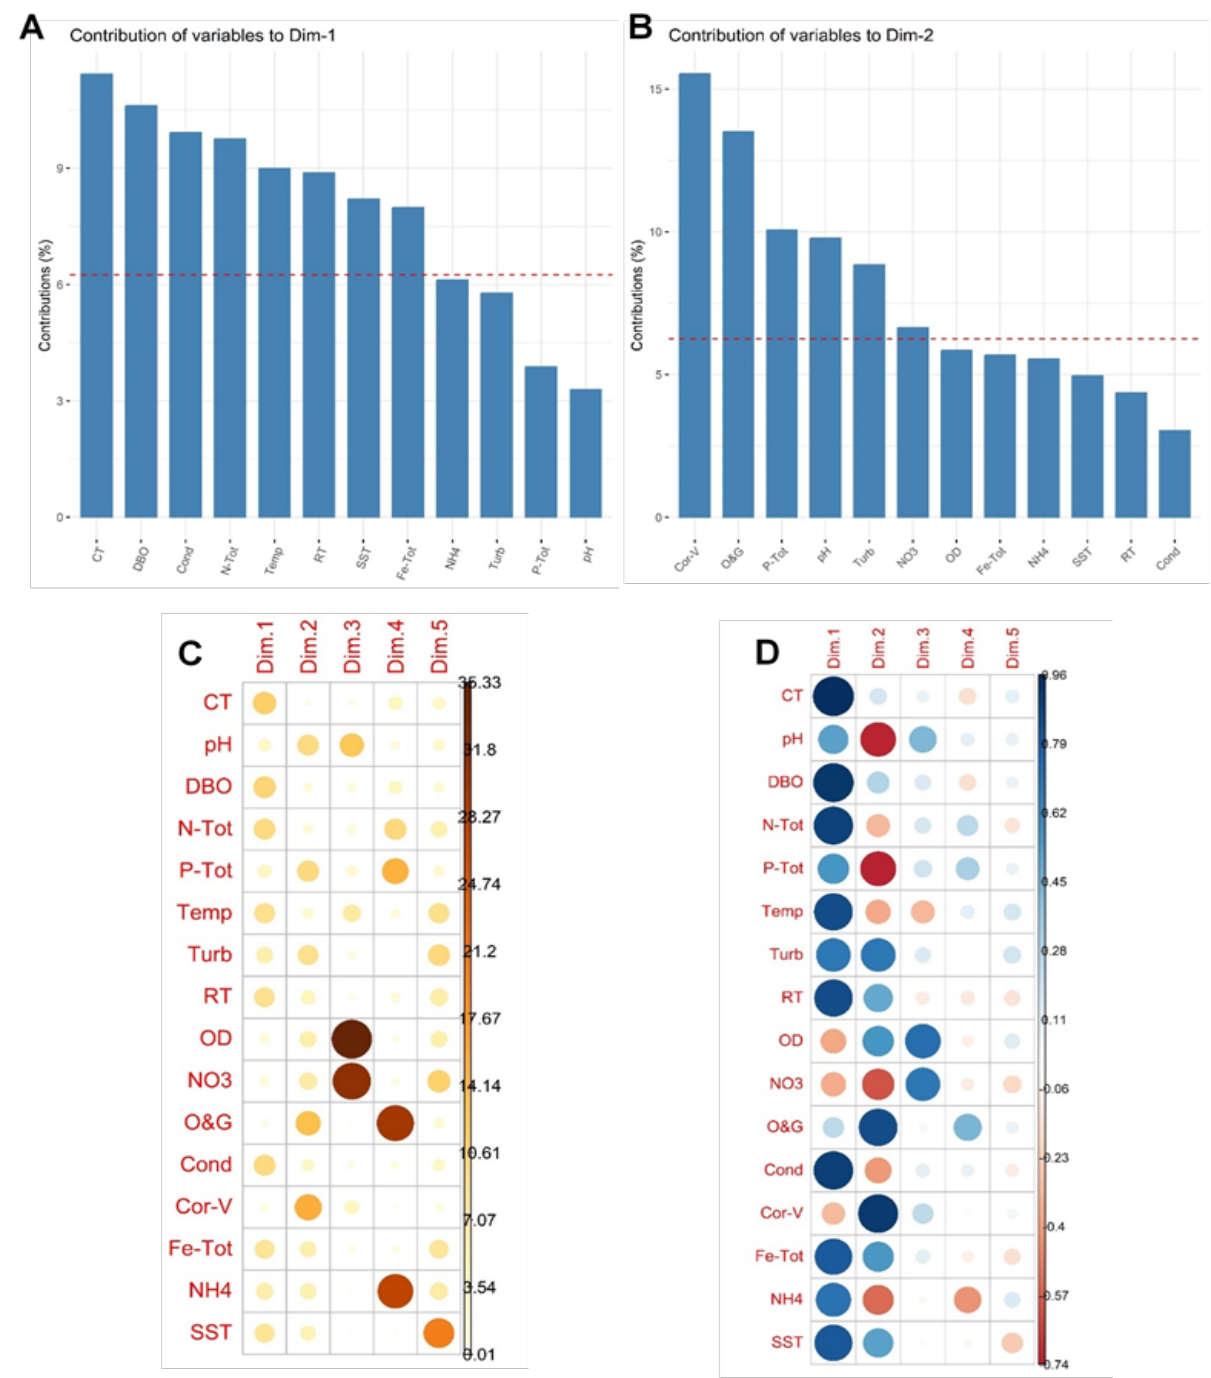 A
Contribution of variables to Dim-1
Contributions (%)
9
6
3
0
CT DBO Cond N-Tot Temp RT SST Fe-Tot NH4 Turb P-Tot pH
B
Contribution of variables to Dim-2
Contributions (%)
15
10
5
0
Cor-V O&G P-Tot pH Turb NO3 OD Fe-Tot NH4 SST RT Cond
C
Dim.1 Dim.2 Dim.3 Dim.4 Dim.5
CT
pH
DBO
N-Tot
P-Tot
Temp
Turb
RT
OD
NO3
O&G
Cond
Cor-V
Fe-Tot
NH4
SST
35.33
31.8
28.27
24.74
21.2
17.67
14.14
10.61
7.07
3.54
0.01
D
Dim.1 Dim.2 Dim.3 Dim.4 Dim.5
CT
pH
DBO
N-Tot
P-Tot
Temp
Turb
RT
OD
NO3
O&G
Cond
Cor-V
Fe-Tot
NH4
SST
0.96
0.79
0.62
0.45
0.28
0.11
-0.06
-0.23
-0.4
-0.57
-0.74